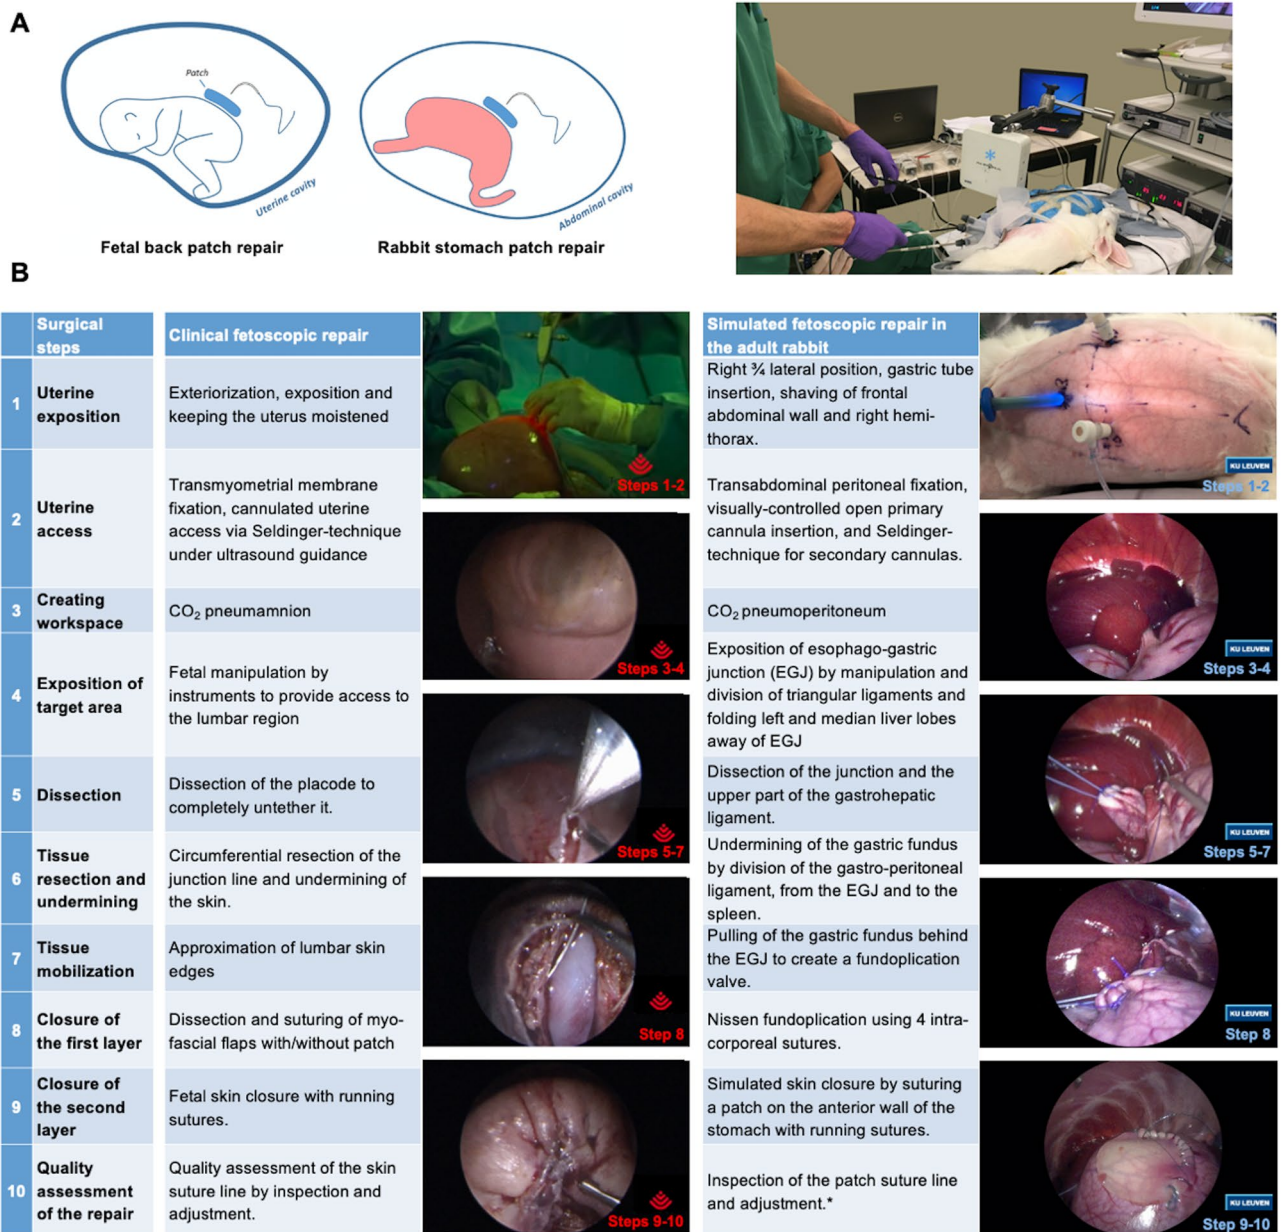 A
Patch
Uterine cavity
Abdominal cavity
Fetal back patch repair
Rabbit stomach patch repair
DELL
B
Surgical
steps
Clinical fetoscopic repair
Simulated fetoscopic repair in
the adult rabbit
1
Uterine
exposition
Exteriorization, exposition and
keeping the uterus moistened
Steps 1-2
Right ¾ lateral position, gastric tube
insertion, shaving of frontal
abdominal wall and right hemi-
thorax.
KU LEUVEN
Steps 1-2
2
Uterine
access
Transmyometrial membrane
fixation, cannulated uterine
access via Seldinger-technique
under ultrasound guidance
Transabdominal peritoneal fixation,
visually-controlled open primary
cannula insertion, and Seldinger-
technique for secondary cannulas.
3
Creating
workspace
CO₂ pneumamnion
Steps 3-4
CO₂ pneumoperitoneum
KU LEUVEN
Steps 3-4
4
Exposition of
target area
Fetal manipulation by
instruments to provide access to
the lumbar region
Exposition of esophago-gastric
junction (EGJ) by manipulation and
division of triangular ligaments and
folding left and median liver lobes
away of EGJ
5
Dissection
Dissection of the placode to
completely untether it.
Steps 5-7
Dissection of the junction and the
upper part of the gastrohepatic
ligament.
KU LEUVEN
Steps 5-7
6
Tissue
resection and
undermining
Circumferential resection of the
junction line and undermining of
the skin.
Undermining of the gastric fundus
by division of the gastro-peritoneal
ligament, from the EGJ and to the
spleen.
7
Tissue
mobilization
Approximation of lumbar skin
edges
Pulling of the gastric fundus behind
the EGJ to create a fundoplication
valve.
8
Closure of
the first layer
Dissection and suturing of myo-
fascial flaps with/without patch
Step 8
Nissen fundoplication using 4 intra-
corporeal sutures.
KU LEUVEN
Step 8
9
Closure of
the second
layer
Fetal skin closure with running
sutures.
Simulated skin closure by suturing
a patch on the anterior wall of the
stomach with running sutures.
10
Quality
assessment
of the repair
Quality assessment of the skin
suture line by inspection and
adjustment.
Steps 9-10
Inspection of the patch suture line
and adjustment.*
KU LEUVEN
Step 9-10